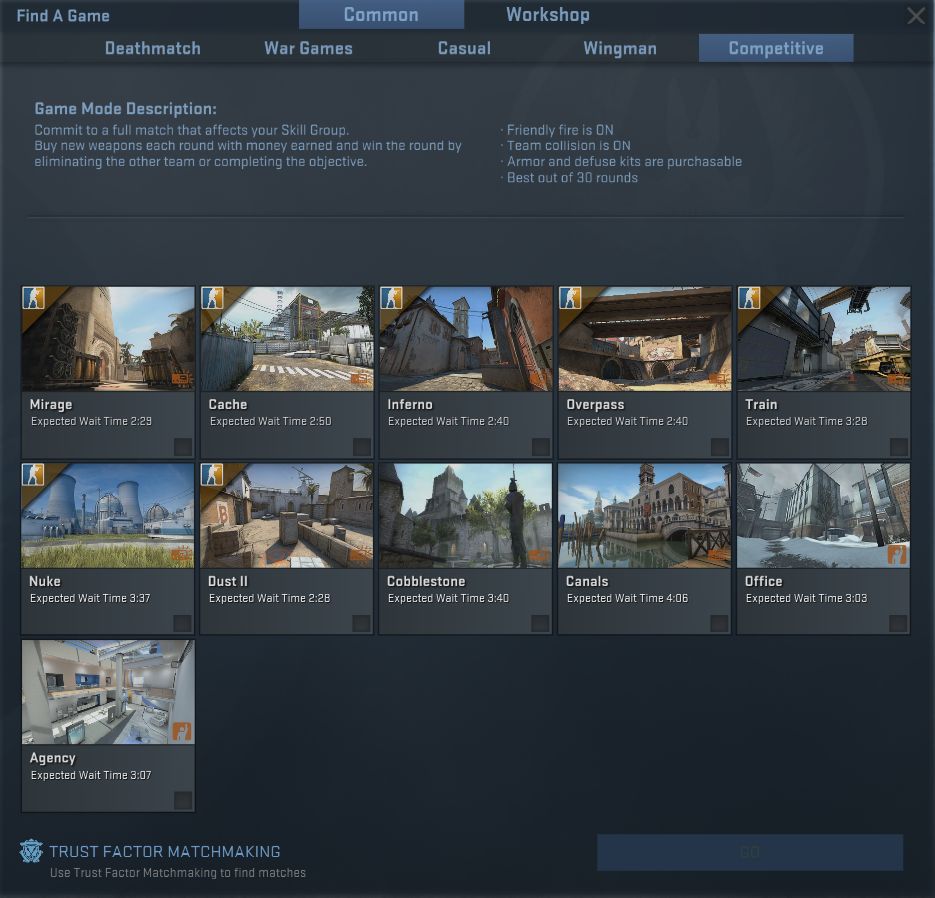 Find A Game
Common
Workshop
Deathmatch
War Games
Casual
Wingman
Competitive
Game Mode Description:
Commit to a full match that affects your Skill Group.
Buy new weapons each round with money earned and win the round by
eliminating the other team or completing the objective.
· Friendly fire is ON
· Team collision is ON
· Armor and defuse kits are purchasable
· Best out of 30 rounds
Mirage
Expected Wait Time 2:29
Cache
Expected Wait Time 2:50
Inferno
Expected Wait Time 2:40
Overpass
Expected Wait Time 2:40
Train
Expected Wait Time 3:28
Nuke
Expected Wait Time 3:37
Dust II
Expected Wait Time 2:28
Cobblestone
Expected Wait Time 3:40
Canals
Expected Wait Time 4:06
Office
Expected Wait Time 3:03
Agency
Expected Wait Time 3:07
TRUST FACTOR MATCHMAKING
Use Trust Factor Matchmaking to find matches
GO